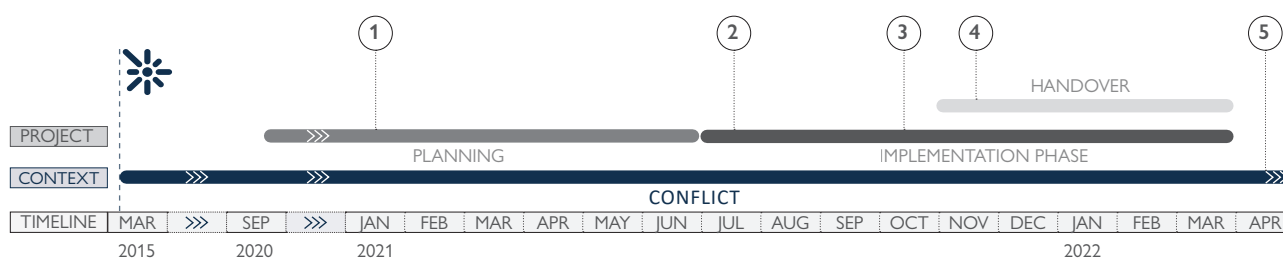 1 2 3 4 5
HANDOVER
PROJECT
PLANNING IMPLEMENTATION PHASE
CONTEXT
CONFLICT
TIMELINE MAR >>> SEP >>> JAN FEB MAR APR MAY JUN JUL AUG SEP OCT NOV DEC JAN FEB MAR APR
2015 2020 2021 2022